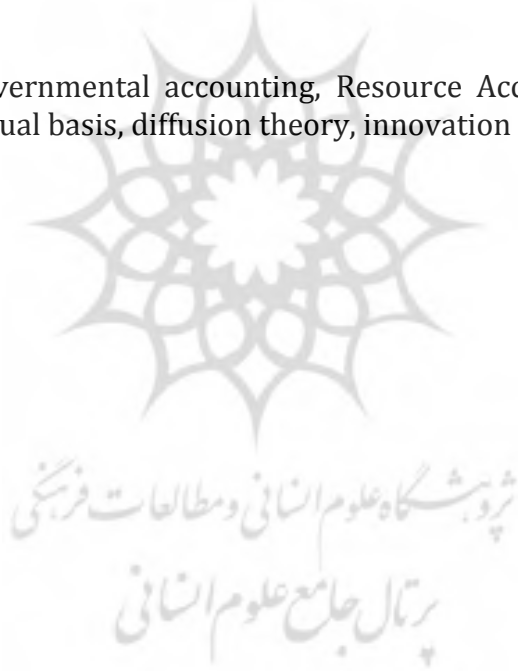 vernmental accounting, Resource Acc
ual basis, diffusion theory, innovation
پژوهشگاه علوم انسانی و مطالعات فرهنگی
پرتال جامع علوم انسانی